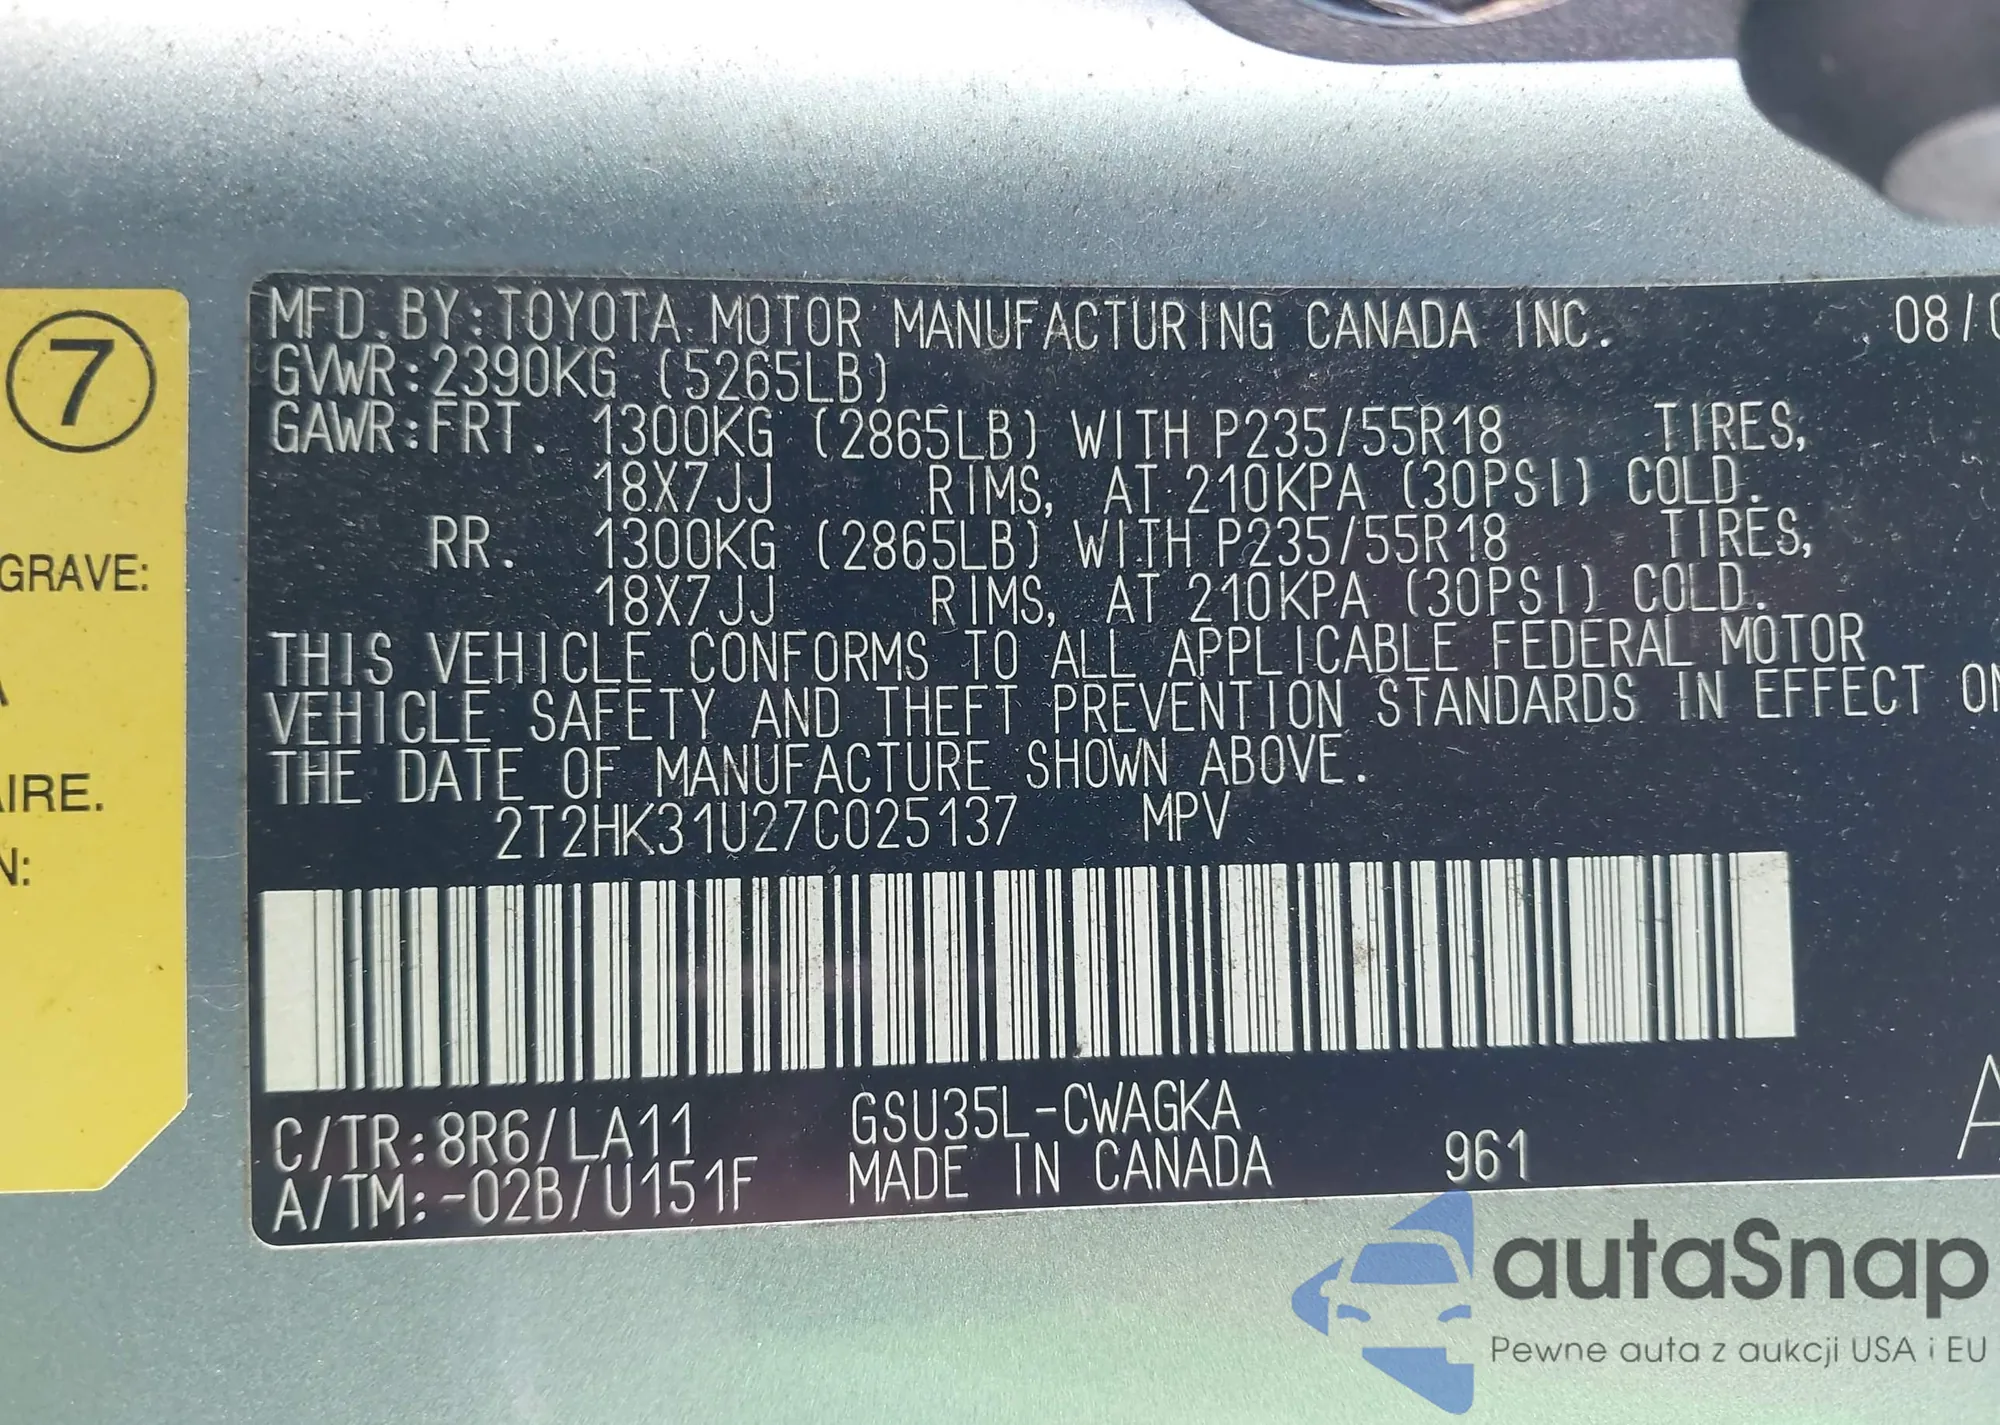 7
GRAVE:
AIRE.
N:
MFD.BY:TOYOTA MOTOR MANUFACTURING CANADA INC. 08/0
GVWR:2390KG (5265LB)
GAWR:FRT. 1300KG (2865LB) WITH P235/55R18 TIRES,
18X7JJ RIMS, AT 210KPA (30PSI) COLD.
RR. 1300KG (2865LB) WITH P235/55R18 TIRES,
18X7JJ RIMS, AT 210KPA (30PSI) COLD.
THIS VEHICLE CONFORMS TO ALL APPLICABLE FEDERAL MOTOR
VEHICLE SAFETY AND THEFT PREVENTION STANDARDS IN EFFECT ON
THE DATE OF MANUFACTURE SHOWN ABOVE.
2T2HK31U27C025137 MPV
C/TR:8R6/LA11 GSU35L-CWAGKA
A/TM:-02B/U151F MADE IN CANADA 961
A
autaSnap
Pewne auta z aukcji USA i EU